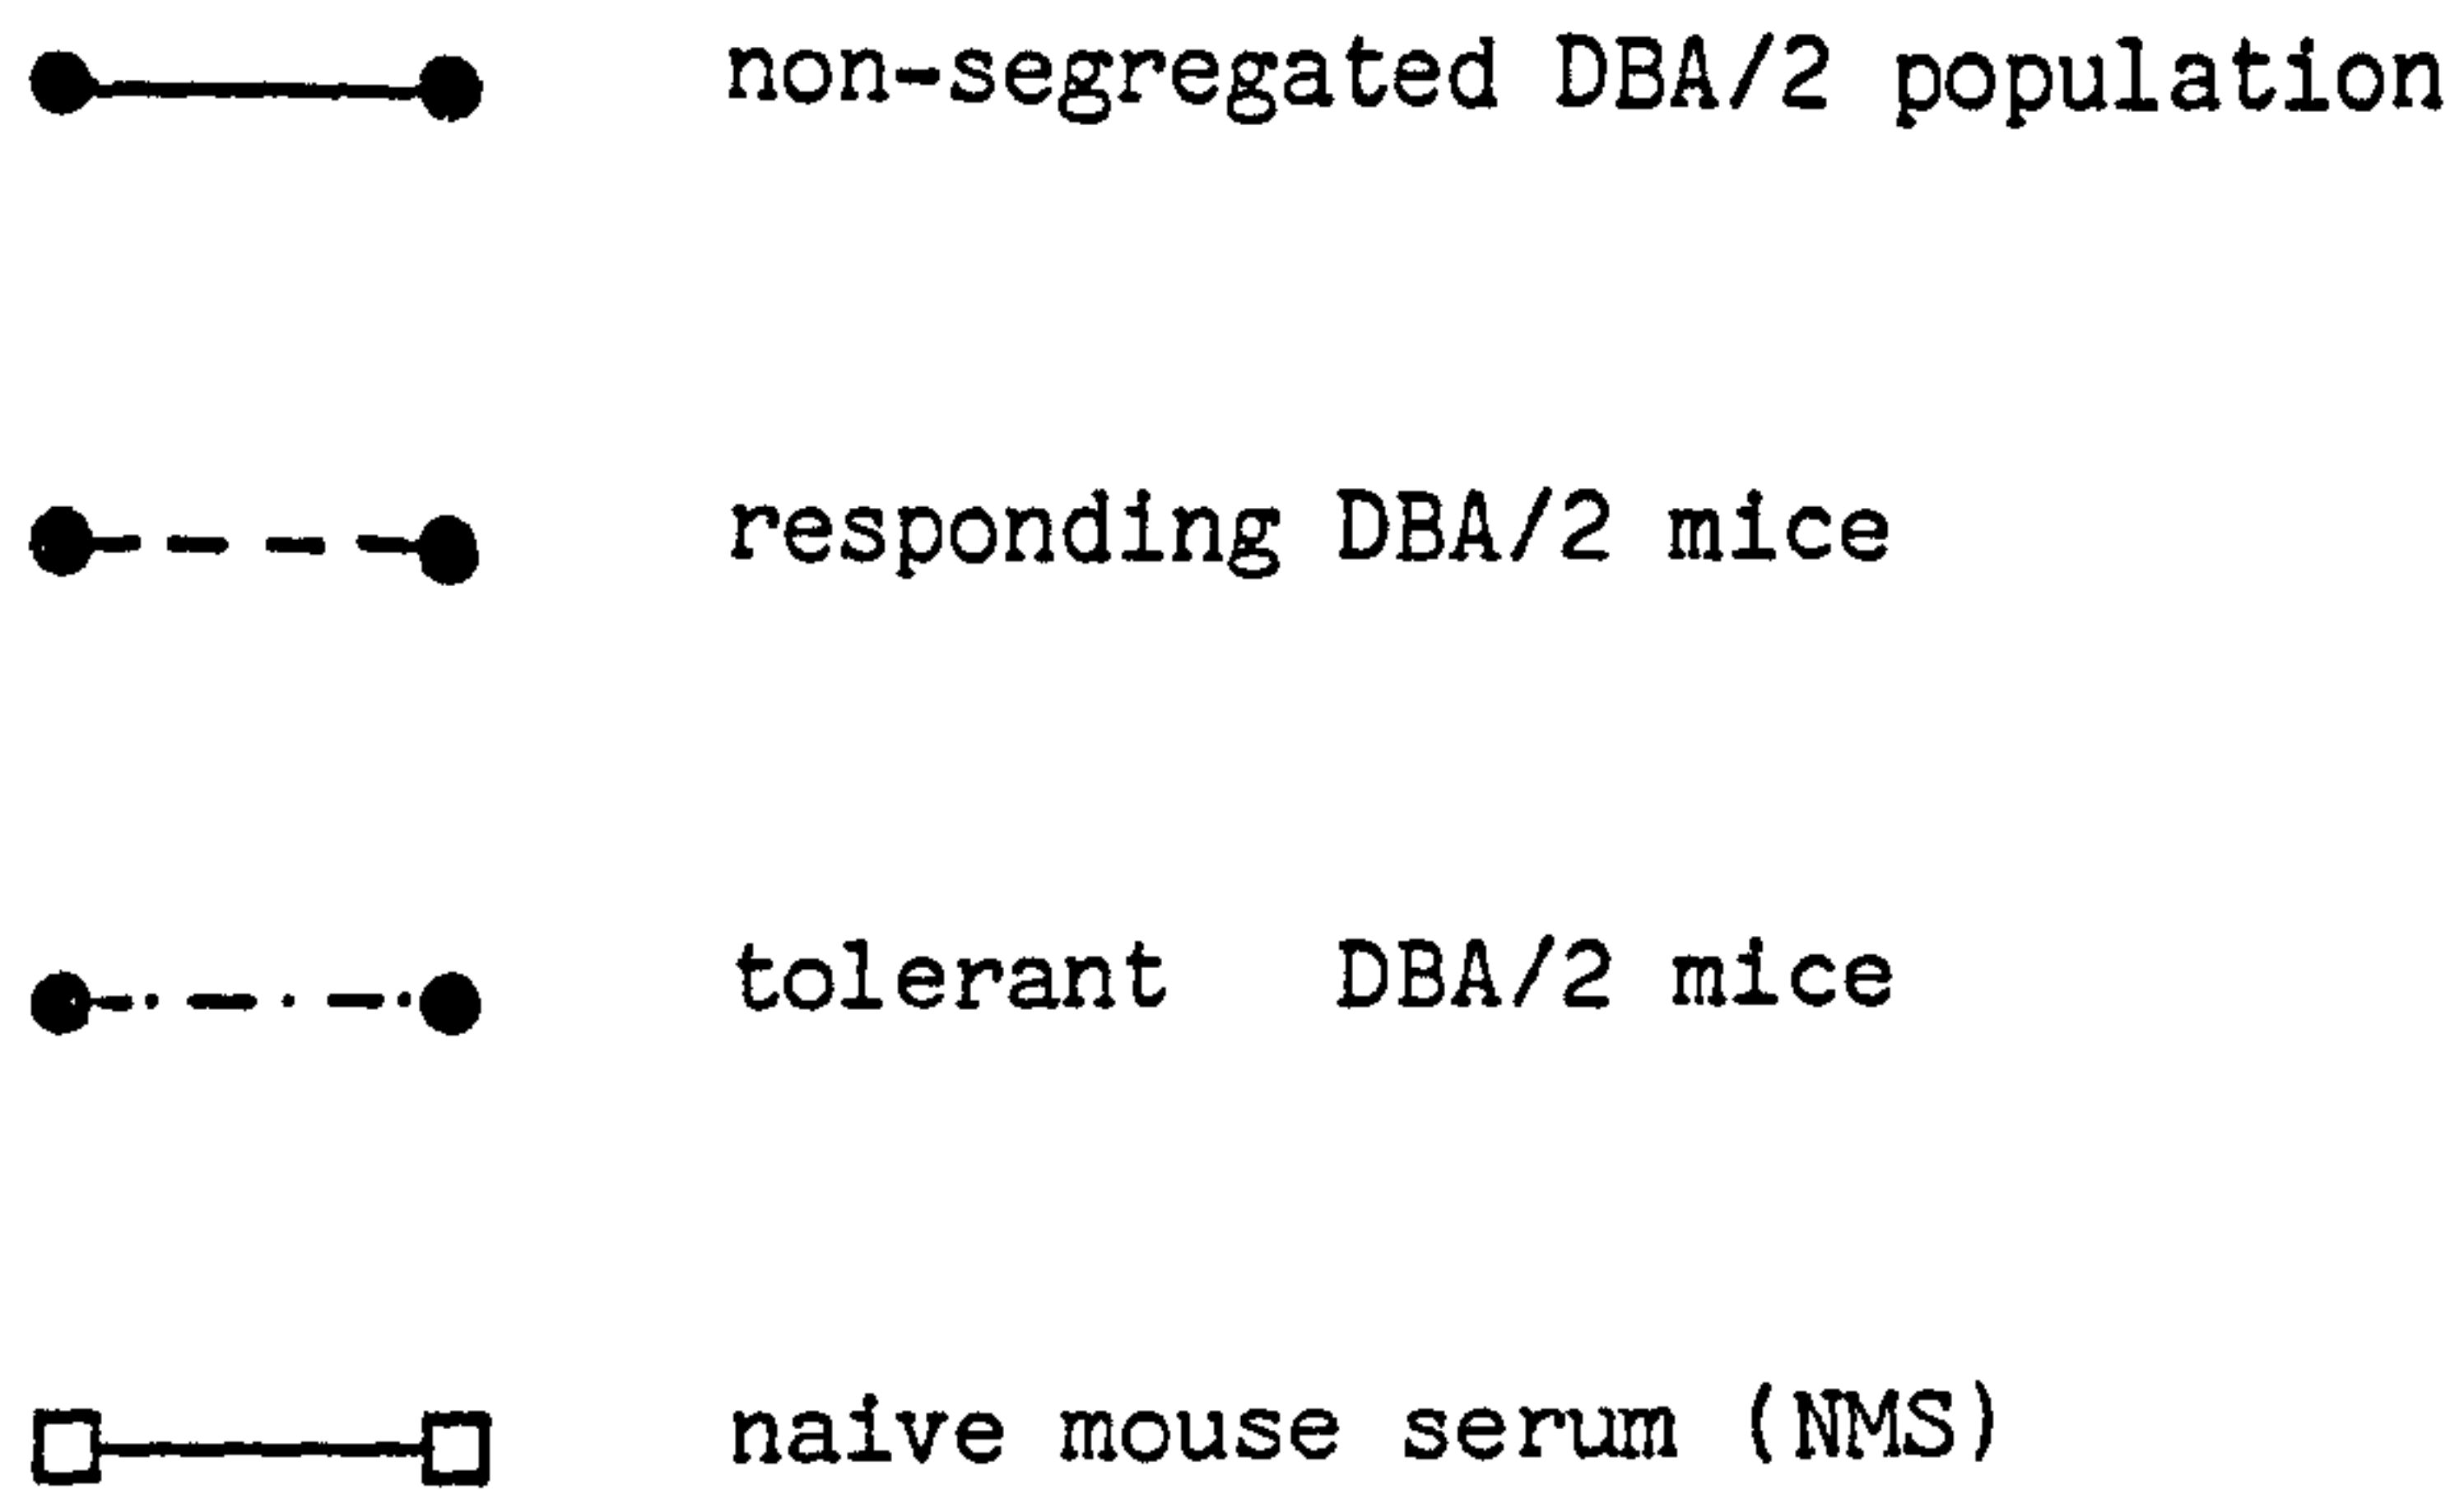 non-segregated DBA/2 population
responding DBA/2 mice
tolerant DBA/2 mice
naive mouse serum (NMS)